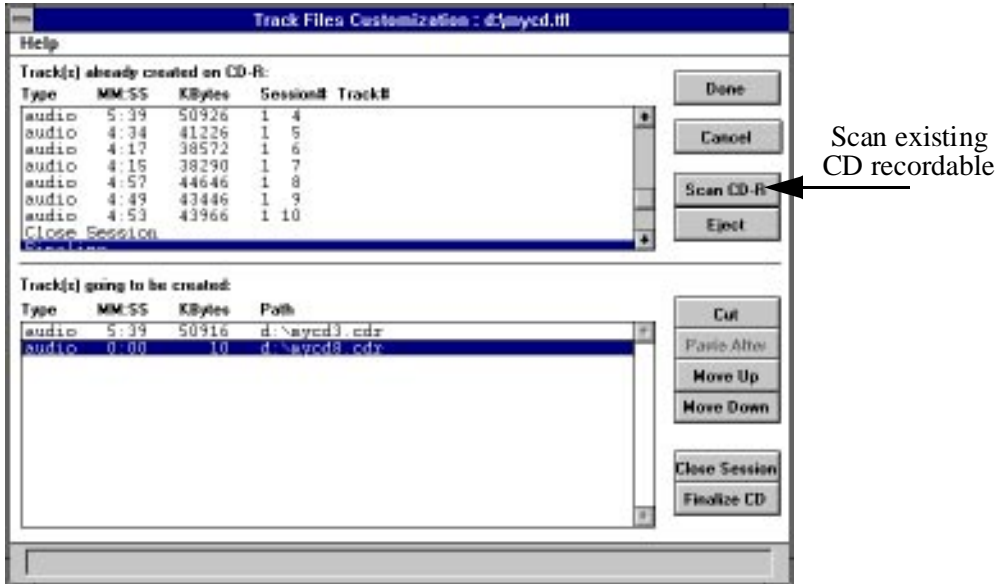 Track Files Customization : d:\mycd.tfl
Help
Track(s) already created on CD-R:
Type MM:SS KBytes Session# Track#
audio 5:39 50926 1 4
audio 4:34 41226 1 5
audio 4:17 38572 1 6
audio 4:15 38290 1 7
audio 4:57 44646 1 8
audio 4:49 43446 1 9
audio 4:53 43966 1 10
Close Session
Done
Cancel
Scan CD-R
Eject
Scan existing
CD recordable
Track(s) going to be created:
Type MM:SS KBytes Path
audio 5:39 50916 d:\mycd3.cdr
audio 0:00 10 d:\mycd8.cdr
Cut
Paste After
Move Up
Move Down
Close Session
Finalize CD